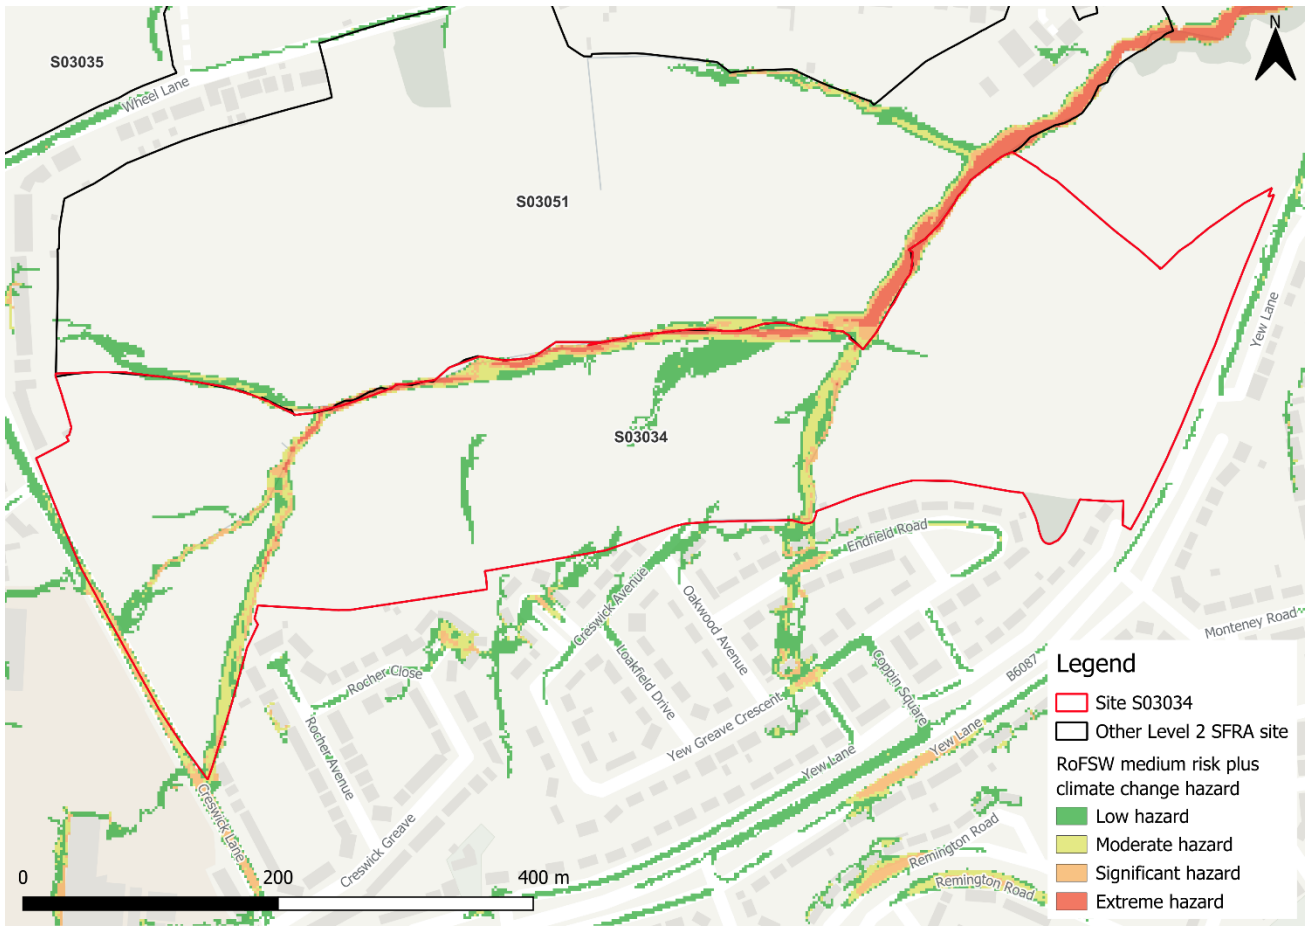 N
S03035
Wheel Lane
S03051
Yew Lane
S03034
Endfield Road
Creswick Avenue
Oakwood Avenue
Loakfield Drive
Rocher Close
Rocher Avenue
Coppin Square
Yew Greave Crescent
Yew Lane
Yew Lane
B6087
Monteney Road
Creswick Lane
Creswick Greave
Remington Road
Remington Road
0 200 400 m
Legend
Site S03034
Other Level 2 SFRA site
RoFSW medium risk plus
climate change hazard
Low hazard
Moderate hazard
Significant hazard
Extreme hazard